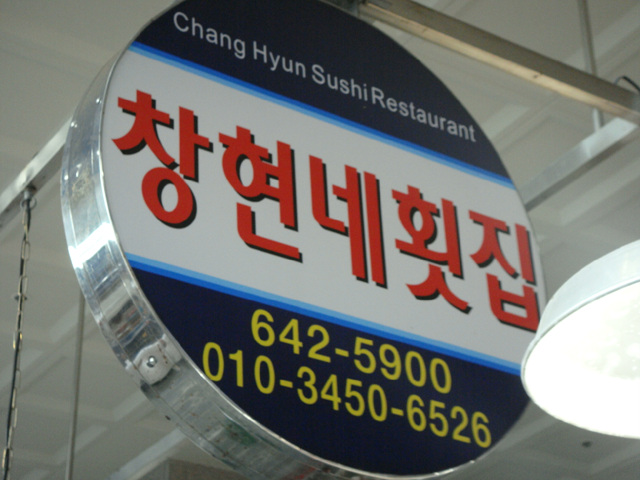 Chang Hyun Sushi Restaurant
창현네횟집
642-5900
010-3450-6526